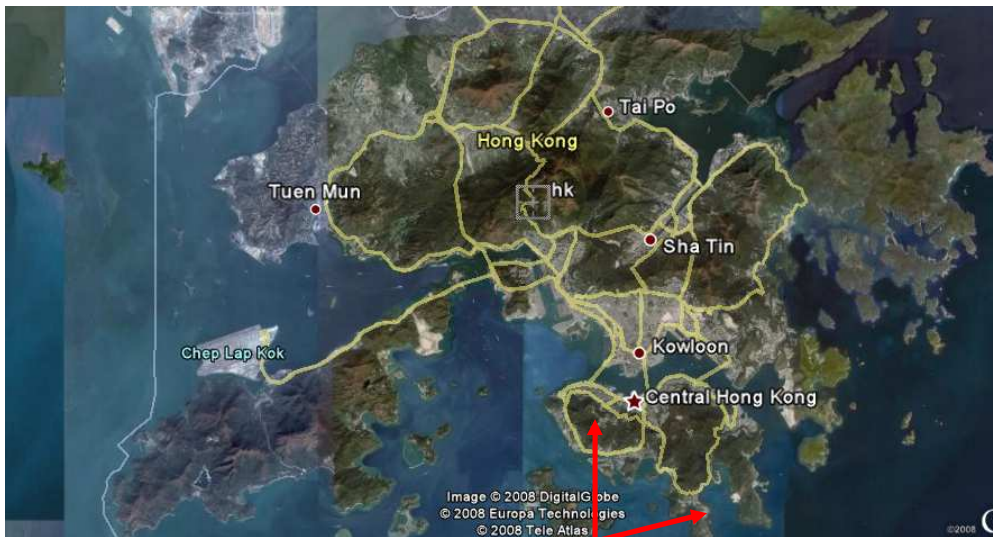 Tai Po
Hong Kong
Tuen Mun
hk
Sha Tin
Chep Lap Kok
Kowloon
Central Hong Kong
Image © 2008 DigitalGlobe
© 2008 Europa Technologies
© 2008 Tele Atlas
©2008